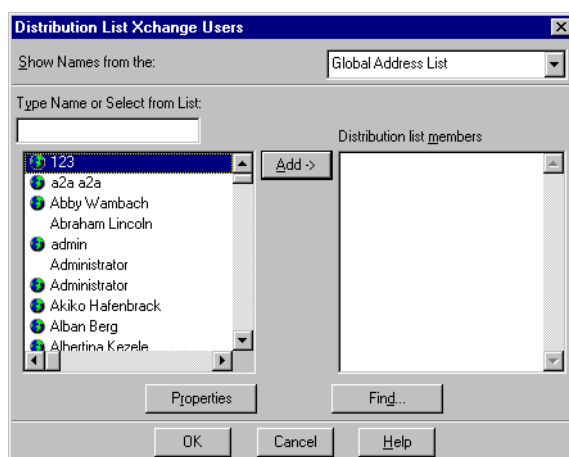 Distribution List Xchange Users
Show Names from the:
Global Address List
Type Name or Select from List:
Distribution list members
123
Add ->
a2a a2a
Abby Wambach
Abraham Lincoln
admin
Administrator
Administrator
Akiko Hafenbrack
Alban Berg
Albertina Kezele
Properties
Find...
OK
Cancel
Help